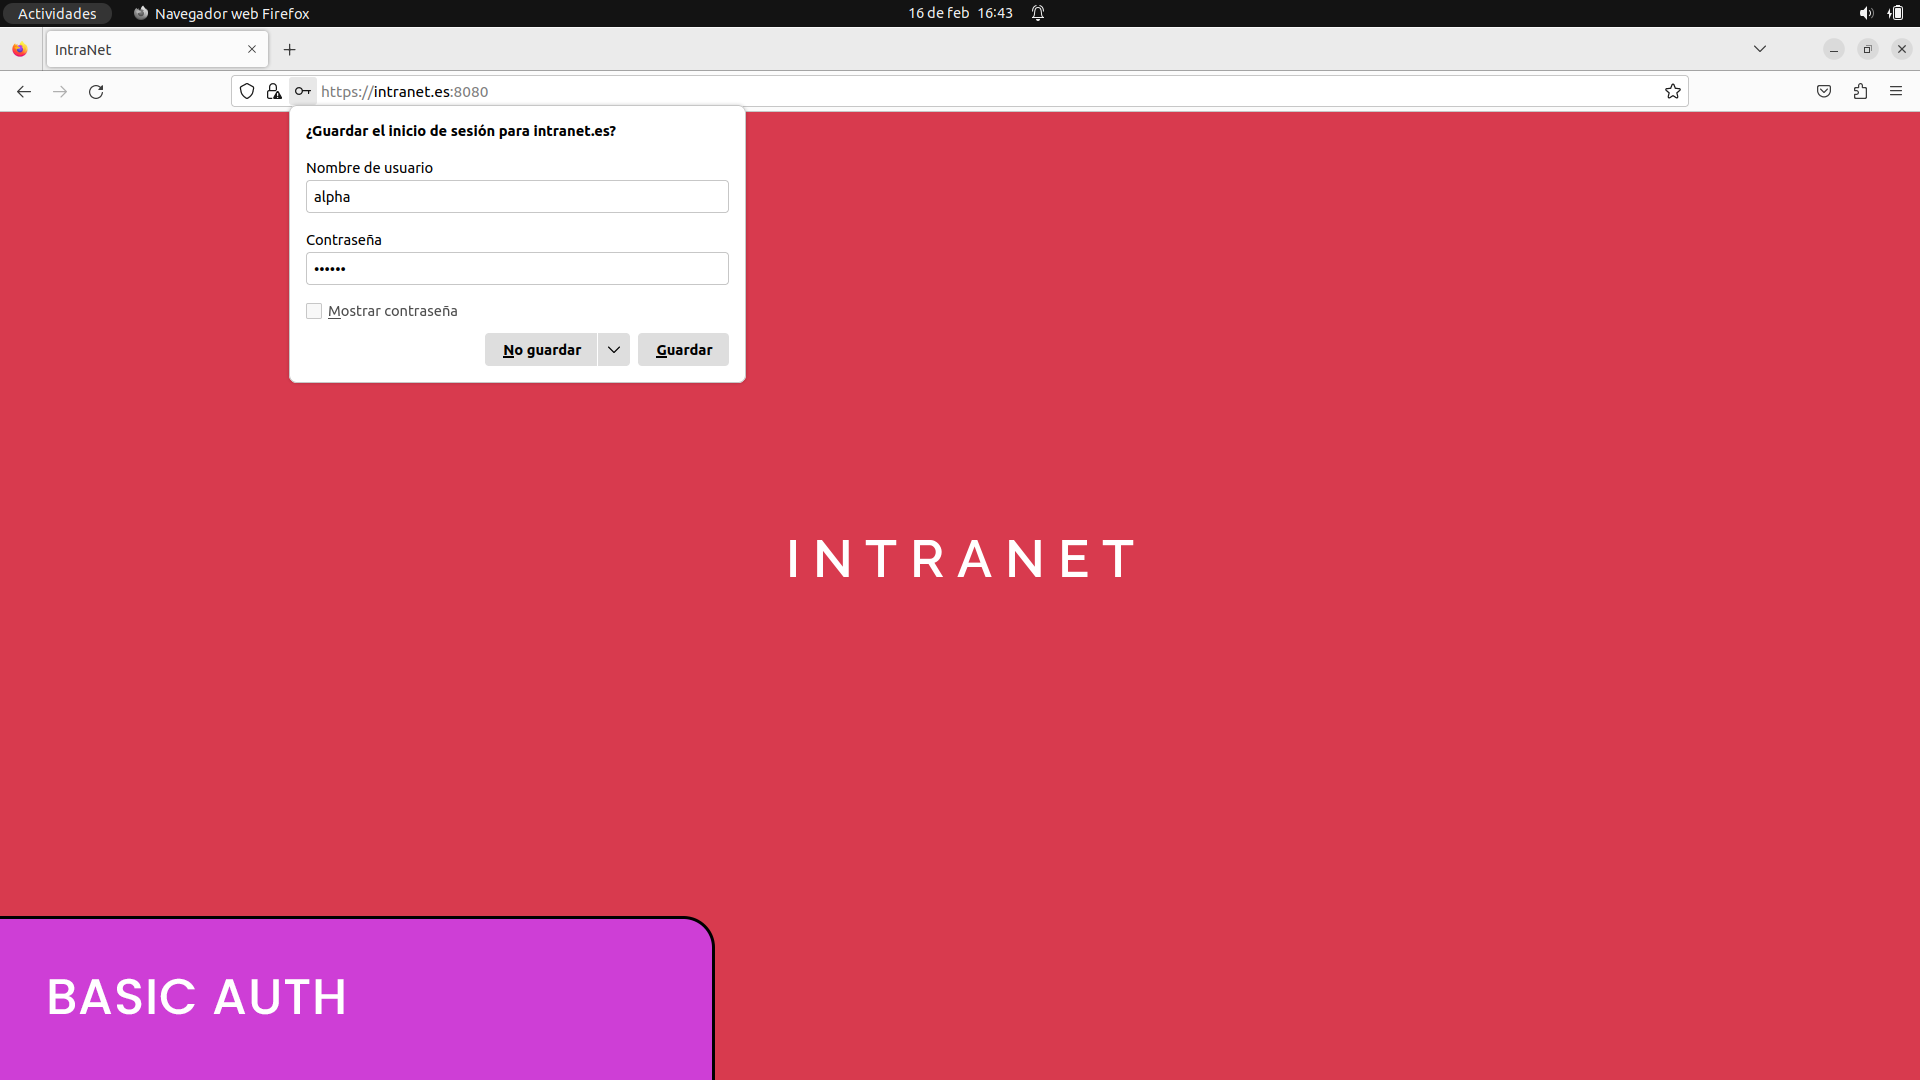 Actividades
Navegador web Firefox
16 de feb 16:43
IntraNet
https://intranet.es:8080
¿Guardar el inicio de sesión para intranet.es?
Nombre de usuario
alpha
Contraseña
••••••
Mostrar contraseña
No guardar
Guardar
INTRANET
BASIC AUTH